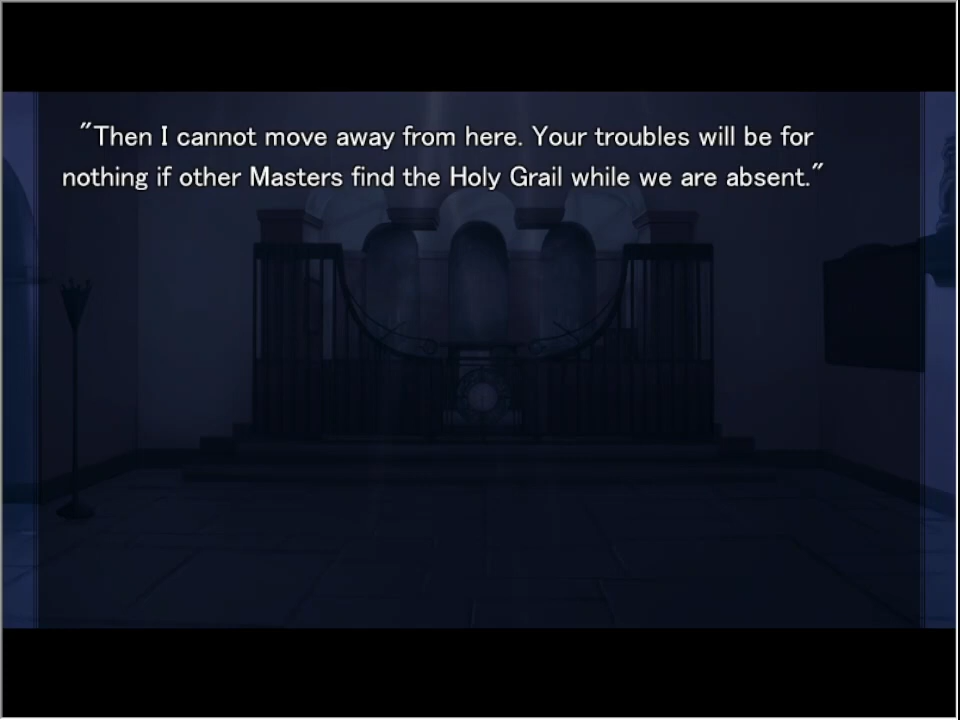 "Then I cannot move away from here. Your troubles will be for
nothing if other Masters find the Holy Grail while we are absent."